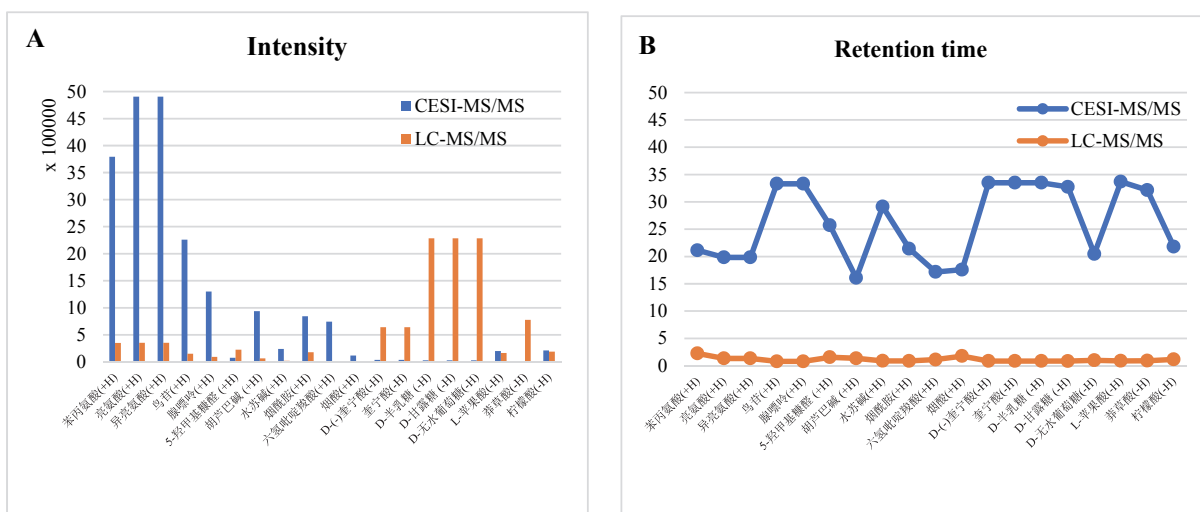 A
Intensity
x 100000
50
45
40
35
30
25
20
15
10
5
0
CESI-MS/MS
LC-MS/MS
苯丙氨酸(+H)
亮氨酸(+H)
异亮氨酸(+H)
鸟苷(+H)
腺嘌呤(+H)
5-羟甲基糠醛 (+H)
胡芦巴碱 (+H)
水苏碱(+H)
烟酰胺(+H)
六氢吡啶羧酸(+H)
烟酸(+H)
D-(-)奎宁酸(-H)
奎宁酸(-H)
D-半乳糖 (-H)
D-甘露糖 (-H)
D-无水葡萄糖(-H)
L-苹果酸(-H)
莽草酸(-H)
柠檬酸(-H)
B
Retention time
50
45
40
35
30
25
20
15
10
5
0
CESI-MS/MS
LC-MS/MS
苯丙氨酸(+H)
亮氨酸(+H)
异亮氨酸(+H)
鸟苷(+H)
腺嘌呤(+H)
5-羟甲基糠醛 (+H)
胡芦巴碱 (+H)
水苏碱(+H)
烟酰胺(+H)
六氢吡啶羧酸(+H)
烟酸(+H)
D-(-)奎宁酸(-H)
奎宁酸(-H)
D-半乳糖 (-H)
D-甘露糖 (-H)
D-无水葡萄糖(-H)
L-苹果酸(-H)
莽草酸(-H)
柠檬酸(-H)